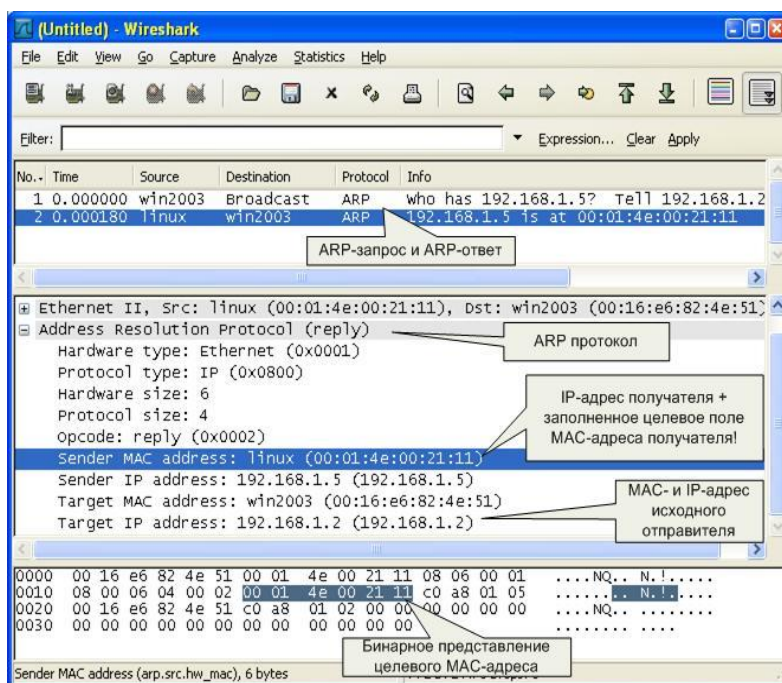 (Untitled) - Wireshark
File Edit View Go Capture Analyze Statistics Help
Filter: Expression... Clear Apply
No. Time Source Destination Protocol Info
1 0.000000 win2003 Broadcast ARP who has 192.168.1.5? Tell 192.168.1.2
2 0.000180 linux win2003 ARP 192.168.1.5 is at 00:01:4e:00:21:11
ARP-запрос и ARP-ответ
Ethernet II, Src: linux (00:01:4e:00:21:11), Dst: win2003 (00:16:e6:82:4e:51)
Address Resolution Protocol (reply)
ARP протокол
Hardware type: Ethernet (0x0001)
Protocol type: IP (0x0800)
Hardware size: 6
Protocol size: 4
Opcode: reply (0x0002)
IP-адрес получателя +
заполненное целевое поле
MAC-адреса получателя!
Sender MAC address: linux (00:01:4e:00:21:11)
Sender IP address: 192.168.1.5 (192.168.1.5)
Target MAC address: win2003 (00:16:e6:82:4e:51)
Target IP address: 192.168.1.2 (192.168.1.2)
MAC- и IP-адрес
исходного
отправителя
0000 00 16 e6 82 4e 51 00 01 4e 00 21 11 08 06 00 01 ....NQ.. N.!.....
0010 08 00 06 04 00 02 00 01 4e 00 21 11 c0 a8 01 05 ........ N.!.....
0020 00 16 e6 82 4e 51 c0 a8 01 02 00 00 00 00 00 00 ....NQ.. ........
0030 00 00 00 00 00 00 00 00 00 00 00 00 ........ ....
Бинарное представление
целевого MAC-адреса
Sender MAC address (arp.src.hw_mac), 6 bytes